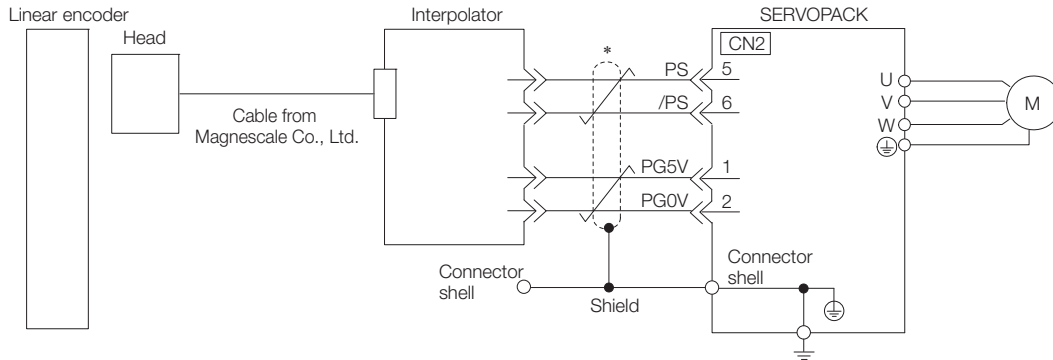 Linear encoder
Head
Cable from
Magnescale Co., Ltd.
Interpolator
*
SERVOPACK
CN2
PS 5
/PS 6
PG5V 1
PG0V 2
U
V
W
M
Connector
shell
Shield
Connector
shell